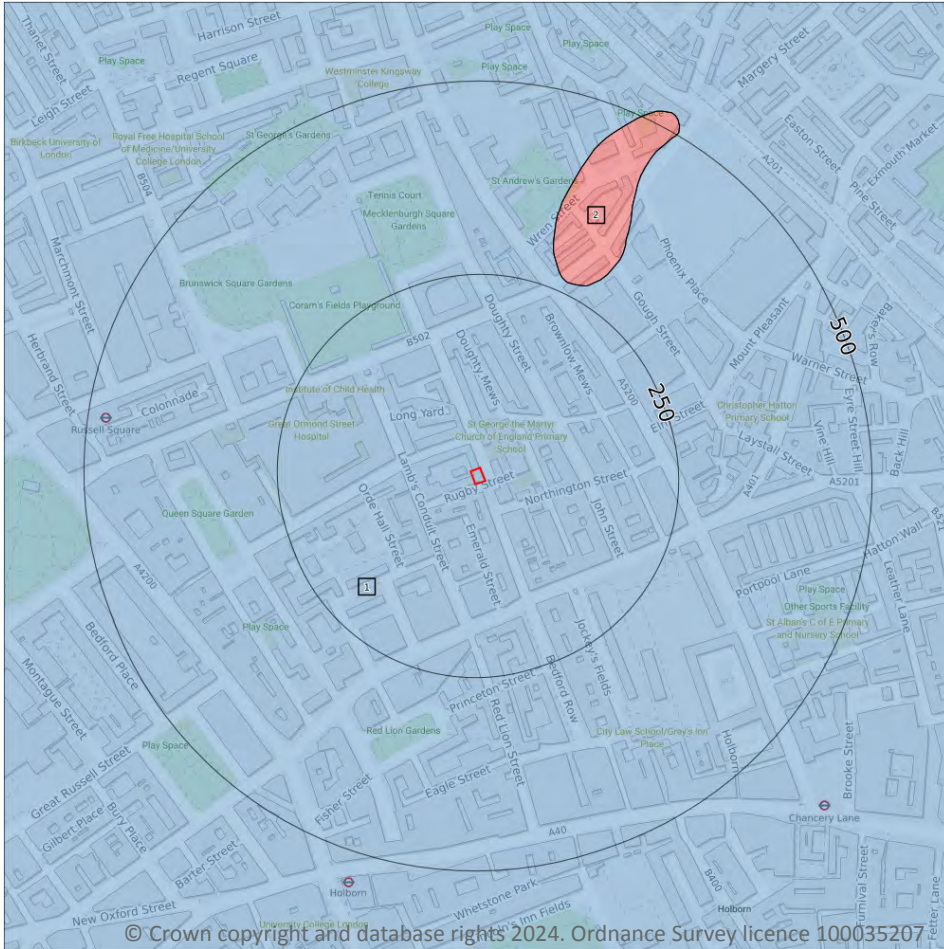 Thanet Street
Harrison Street
Play Space
Play Space
Play Space
Margery Street
Regent Square
Leigh Street
Westminster Kingsway
College
Play Space
Birkbeck University of
London
Royal Free Hospital School
of Medicine/University
College London
St George's Gardens
Play Space
Easton Street
Exmouth Market
B504
Tennis Court
Mecklenburgh Square
Gardens
St Andrew's Gardens
Wren Street
2
A201
Pine Street
Marchmont Street
Brunswick Square Gardens
Coram's Fields Playground
Phoenix Place
Gough Street
Mount Pleasant
Herbrand Street
B502
Doughty Street
Doughty Mews
Brownlow Mews
500
Baker's Row
Warner Street
Colonnade
Russell Square
Institute of Child Health
Great Ormond Street
Hospital
Long Yard
St George the Martyr
Church of England Primary
School
A5200
250
Christopher Hatton
Primary School
Laystall Street
Vine Hill
Eyre Street Hill
Back Hill
A401
A5201
Queen Square Garden
Orde Hall Street
Lamb's Conduit Street
Rugby Street
Northington Street
Emerald Street
John Street
Hatton Wall
Leather Lane
A4200
1
Portpool Lane
Play Space
Other Sports Facility
St Alban's C of E Primary
and Nursery School
Bedford Place
Play Space
Jockey's Fields
Bedford Row
Princeton Street
Montague Street
Red Lion Gardens
Red Lion Street
City Law School/Gray's Inn
Place
Holborn
Brooke Street
Play Space
Great Russell Street
Gilbert Place
Bury Place
Fisher Street
Eagle Street
Barter Street
A40
Chancery Lane
Holborn
B400
Holborn
Furnival Street
Fetter Lane
New Oxford Street
Whetstone Park
University College London
© Crown copyright and database rights 2024. Ordnance Survey licence 100035207